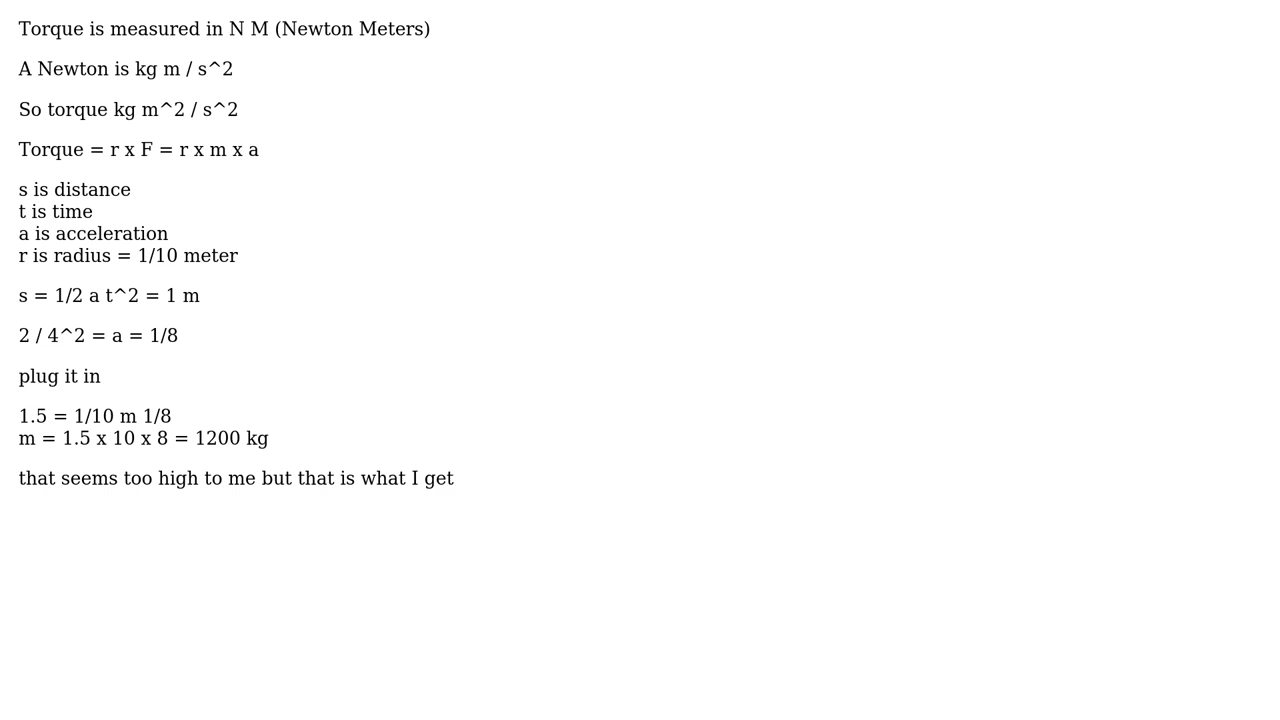 Torque is measured in N M (Newton Meters)
A Newton is kg m / s^2
So torque kg m^2 / s^2
Torque = r x F = r x m x a
s is distance
t is time
a is acceleration
r is radius = 1/10 meter
s = 1/2 a t^2 = 1 m
2 / 4^2 = a = 1/8
plug it in
1.5 = 1/10 m 1/8
m = 1.5 x 10 x 8 = 1200 kg
that seems too high to me but that is what I get